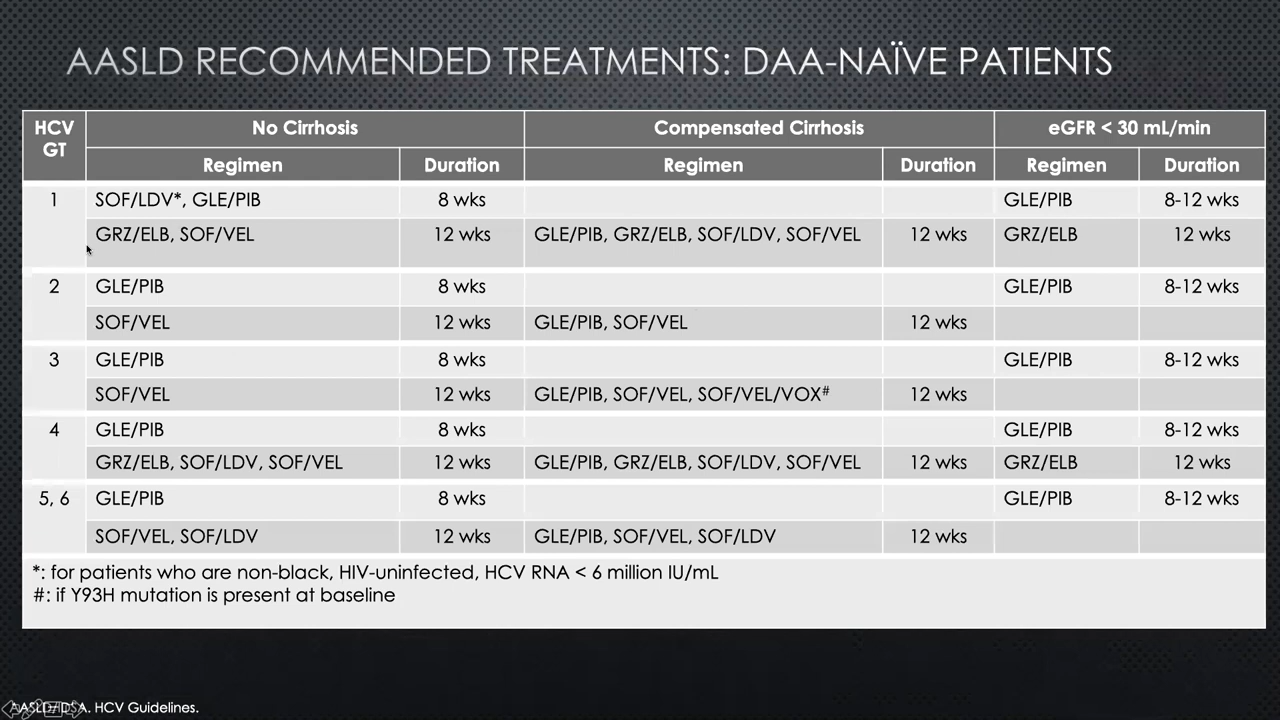 AASLD RECOMMENDED TREATMENTS: DAA-NAÏVE PATIENTS
HCV GT No Cirrhosis Compensated Cirrhosis eGFR < 30 mL/min
Regimen Duration Regimen Duration Regimen Duration
1 SOF/LDV*, GLE/PIB 8 wks GLE/PIB 8-12 wks
GRZ/ELB, SOF/VEL 12 wks GLE/PIB, GRZ/ELB, SOF/LDV, SOF/VEL 12 wks GRZ/ELB 12 wks
2 GLE/PIB 8 wks GLE/PIB 8-12 wks
SOF/VEL 12 wks GLE/PIB, SOF/VEL 12 wks
3 GLE/PIB 8 wks GLE/PIB 8-12 wks
SOF/VEL 12 wks GLE/PIB, SOF/VEL, SOF/VEL/VOX# 12 wks
4 GLE/PIB 8 wks GLE/PIB 8-12 wks
GRZ/ELB, SOF/LDV, SOF/VEL 12 wks GLE/PIB, GRZ/ELB, SOF/LDV, SOF/VEL 12 wks GRZ/ELB 12 wks
5, 6 GLE/PIB 8 wks GLE/PIB 8-12 wks
SOF/VEL, SOF/LDV 12 wks GLE/PIB, SOF/VEL, SOF/LDV 12 wks
*: for patients who are non-black, HIV-uninfected, HCV RNA < 6 million IU/mL
#: if Y93H mutation is present at baseline
AASLD/IDSA. HCV Guidelines.